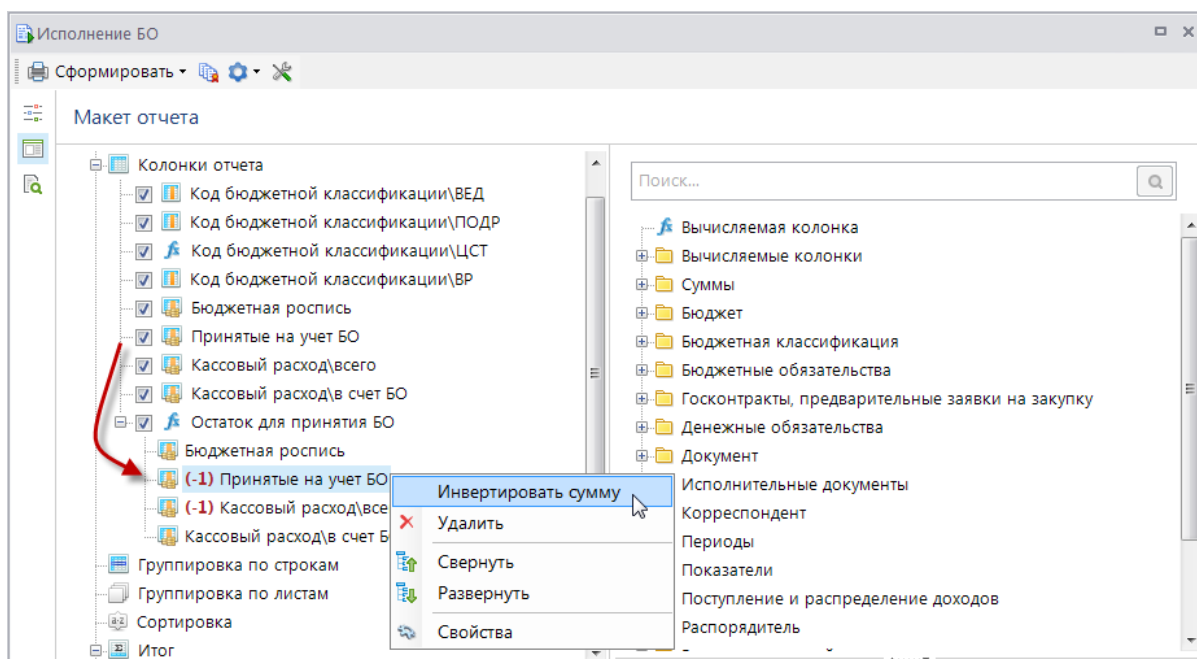 Исполнение БО
Сформировать
Макет отчета
Колонки отчета
Код бюджетной классификации\ВЕД
Код бюджетной классификации\ПОДР
Код бюджетной классификации\ЦСТ
Код бюджетной классификации\ВР
Бюджетная роспись
Принятые на учет БО
Кассовый расход\всего
Кассовый расход\в счет БО
Остаток для принятия БО
Бюджетная роспись
(-1) Принятые на учет БО
(-1) Кассовый расход\все
Кассовый расход\в счет Б
Группировка по строкам
Группировка по листам
Сортировка
Итог
Инвертировать сумму
Удалить
Свернуть
Развернуть
Свойства
Поиск...
Вычисляемая колонка
Вычисляемые колонки
Суммы
Бюджет
Бюджетная классификация
Бюджетные обязательства
Госконтракты, предварительные заявки на закупку
Денежные обязательства
Документ
Исполнительные документы
Корреспондент
Периоды
Показатели
Поступление и распределение доходов
Распорядитель